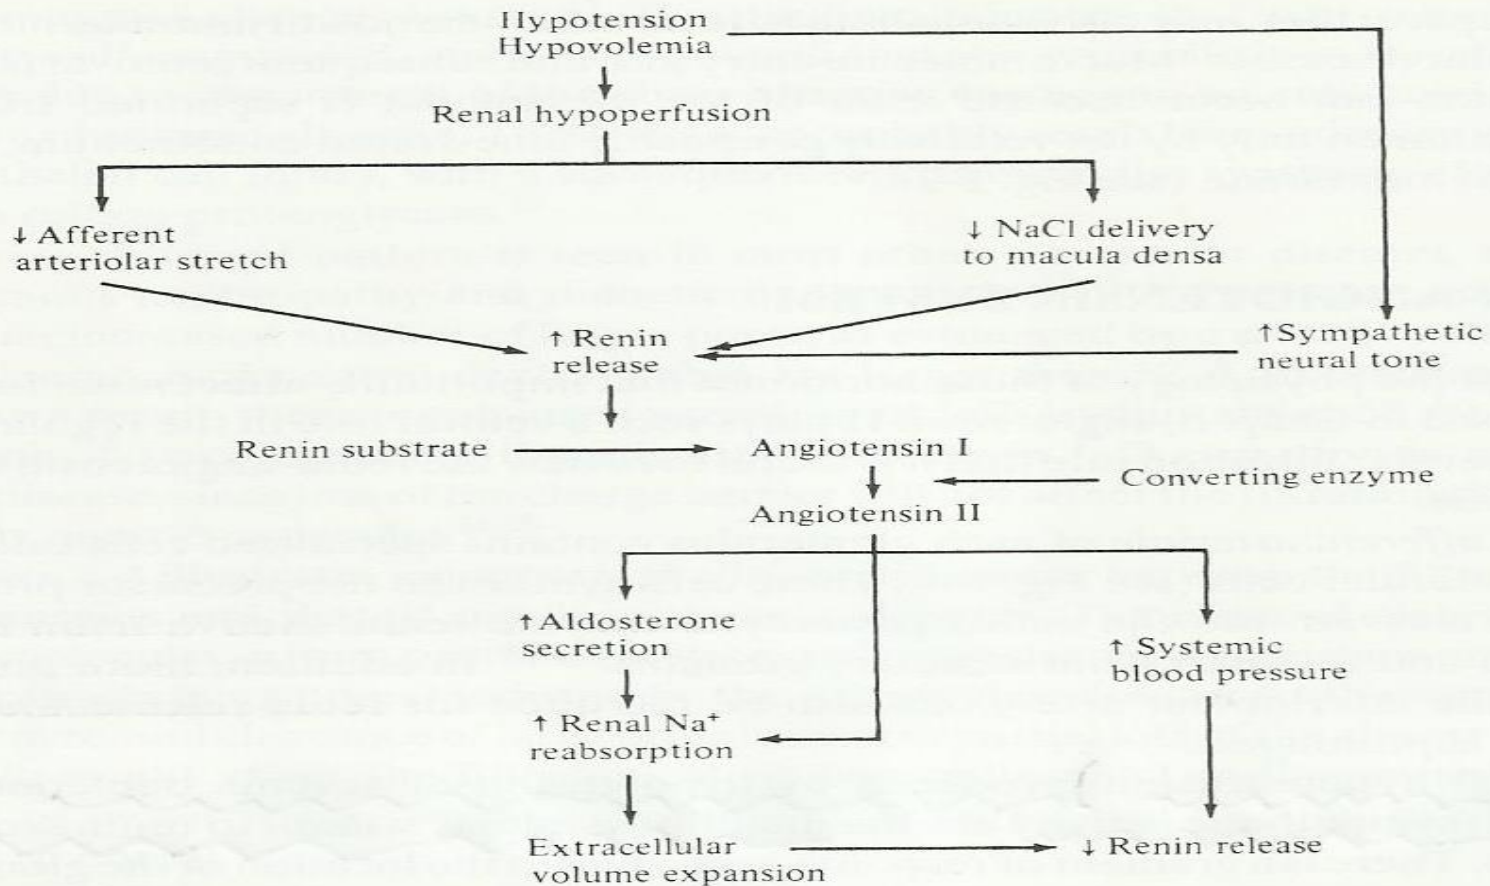 Hypotension
Hypovolemia
Renal hypoperfusion
↓ Afferent
arteriolar stretch
↓ NaCl delivery
to macula densa
↑ Renin
release
↑ Sympathetic
neural tone
Renin substrate
Angiotensin I
Converting enzyme
Angiotensin II
↑ Aldosterone
secretion
↑ Systemic
blood pressure
↑ Renal Na⁺
reabsorption
Extracellular
volume expansion
↓ Renin release